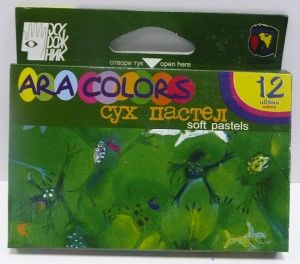 отвори тук open here
ARA COLORS
12
цвята
colors
сух пастел
soft pastels